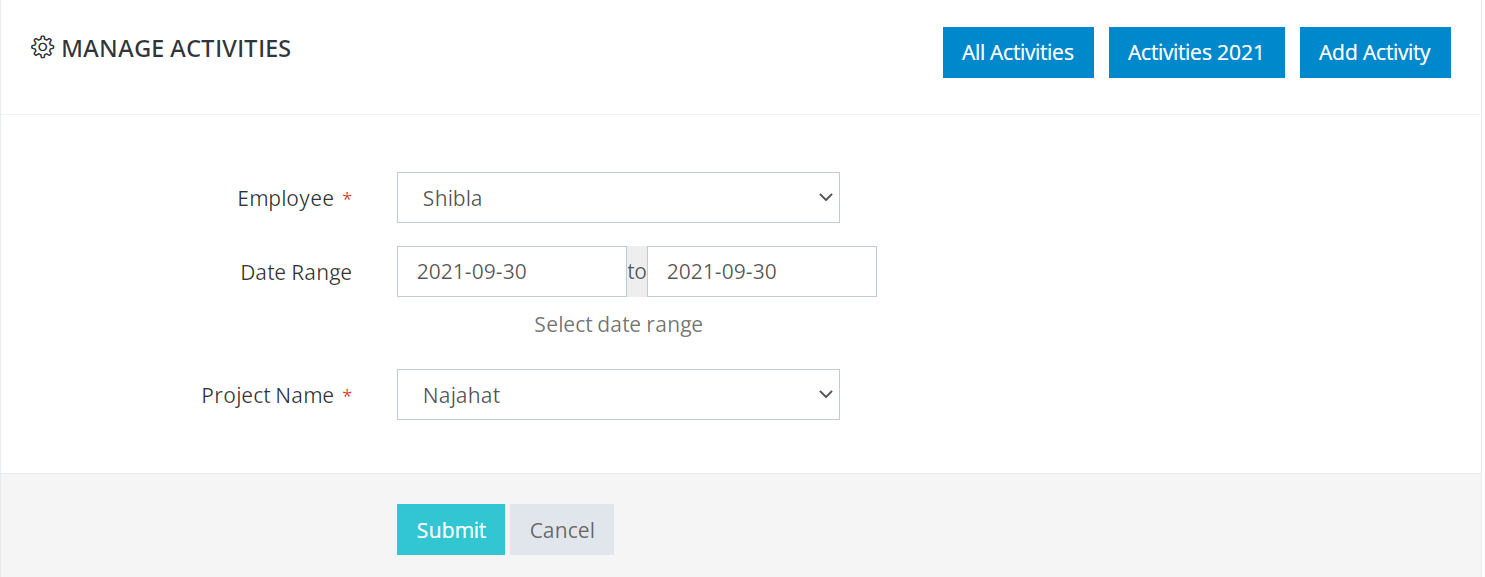 MANAGE ACTIVITIES
All Activities
Activities 2021
Add Activity
Employee *
Shibla
Date Range
2021-09-30 to 2021-09-30
Select date range
Project Name *
Najahat
Submit
Cancel